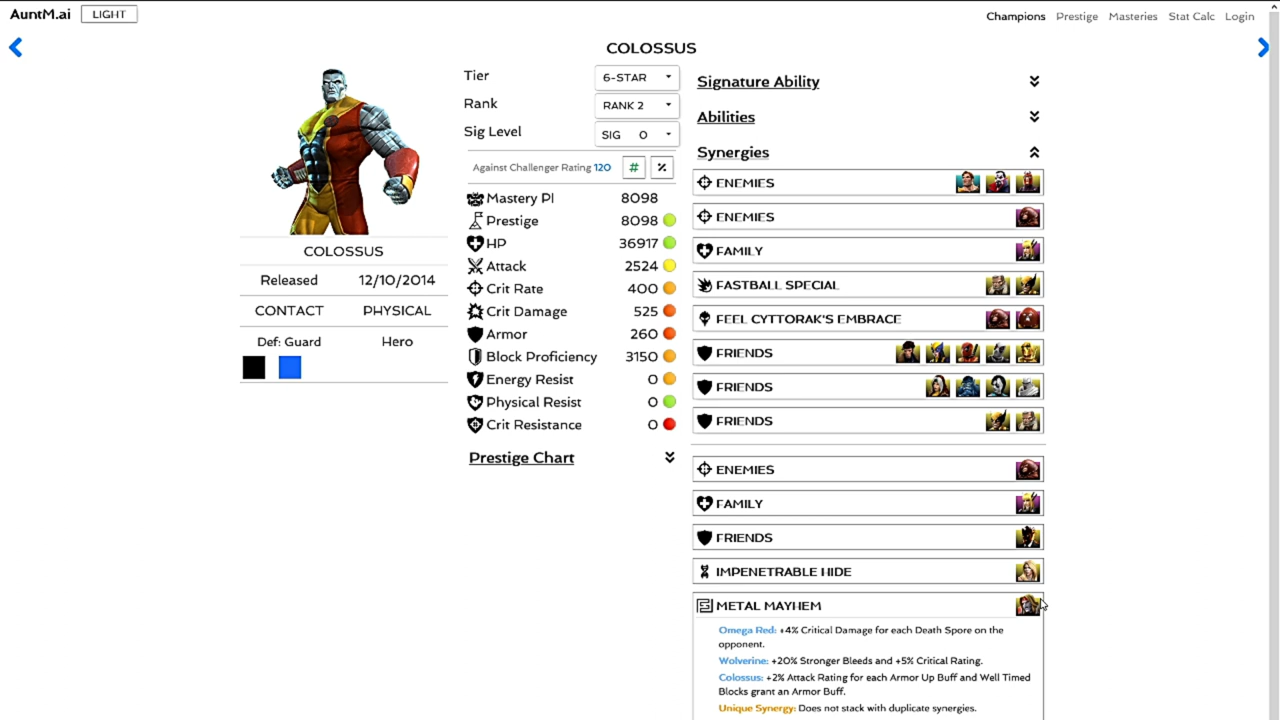 AuntM.ai LIGHT Champions Prestige Masteries Stat Calc Login
COLOSSUS
COLOSSUS
Released 12/10/2014
CONTACT PHYSICAL
Def: Guard Hero
Tier 6-STAR
Rank RANK 2
Sig Level SIG 0
Against Challenger Rating 120 # %
Mastery PI 8098
Prestige 8098
HP 36917
Attack 2524
Crit Rate 400
Crit Damage 525
Armor 260
Block Proficiency 3150
Energy Resist 0
Physical Resist 0
Crit Resistance 0
Prestige Chart
Signature Ability
Abilities
Synergies
ENEMIES
ENEMIES
FAMILY
FASTBALL SPECIAL
FEEL CYTTORAK'S EMBRACE
FRIENDS
FRIENDS
FRIENDS
ENEMIES
FAMILY
FRIENDS
IMPENETRABLE HIDE
METAL MAYHEM
Omega Red: +4% Critical Damage for each Death Spore on the
opponent.
Wolverine: +20% Stronger Bleeds and +5% Critical Rating.
Colossus: +2% Attack Rating for each Armor Up Buff and Well Timed
Blocks grant an Armor Buff.
Unique Synergy: Does not stack with duplicate synergies.